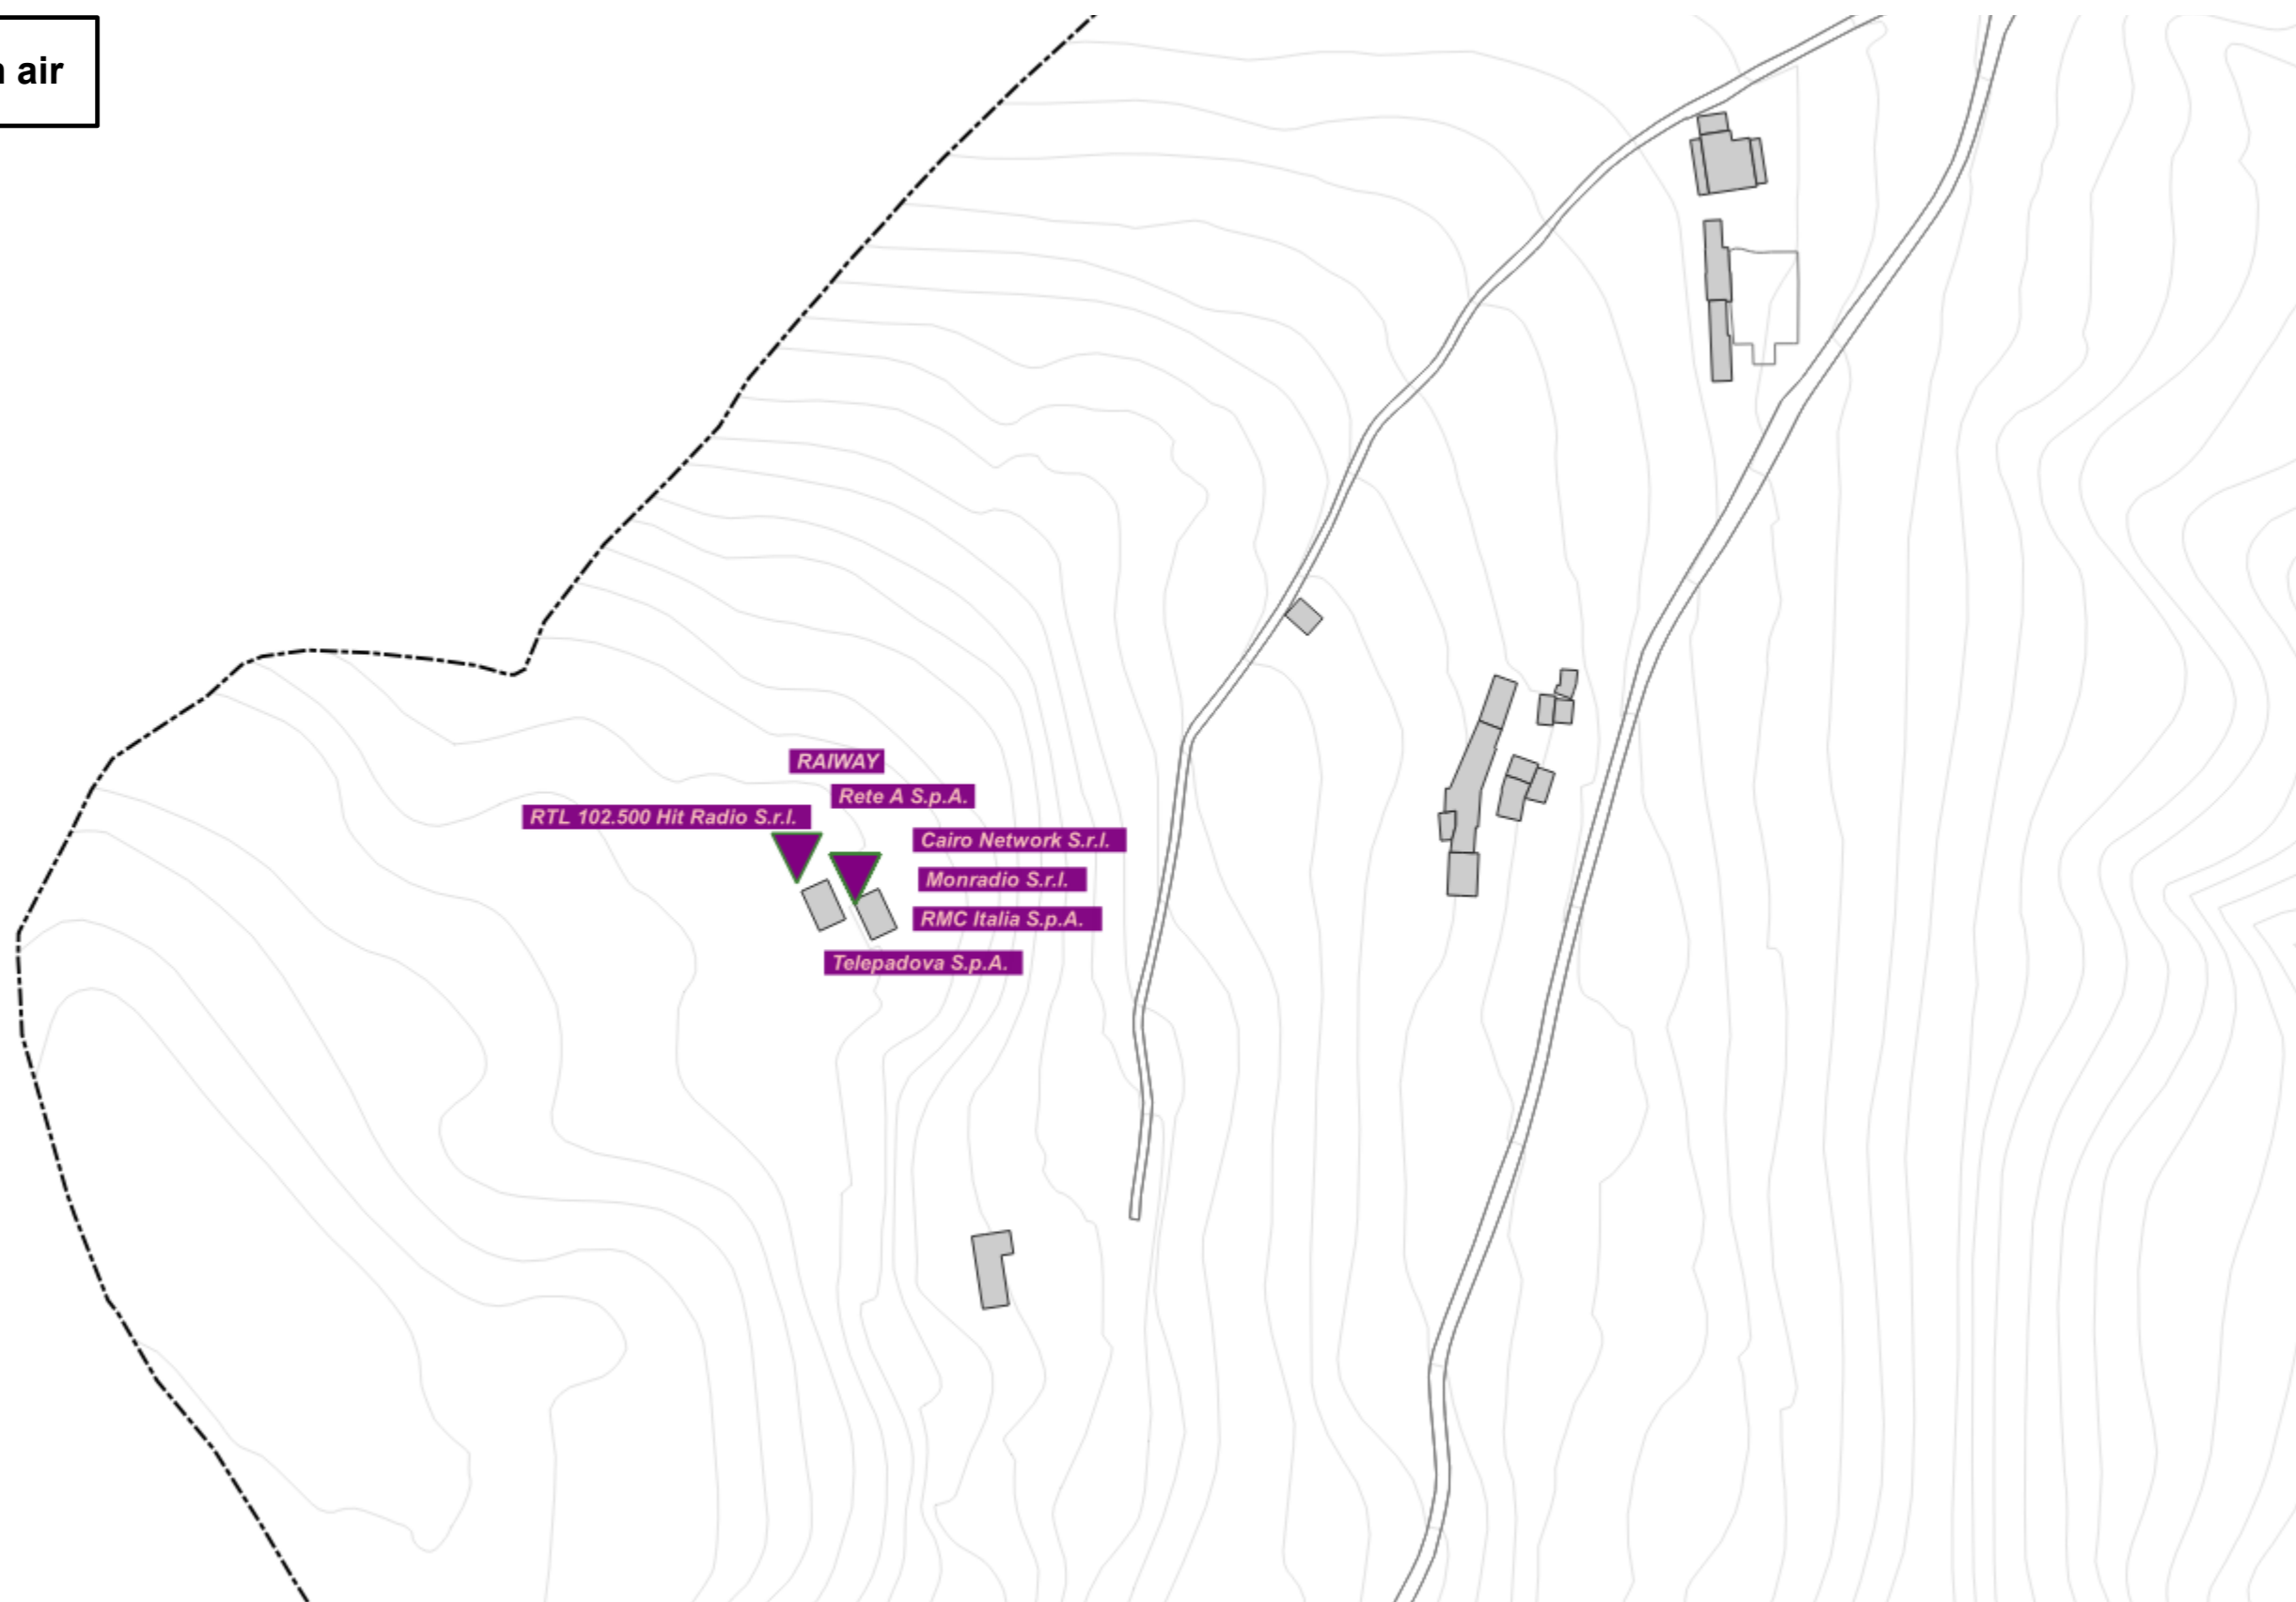 air
RAIWAY
Rete A S.p.A.
RTL 102.500 Hit Radio S.r.l.
Cairo Network S.r.l.
Monradio S.r.l.
RMC Italia S.p.A.
Telepadova S.p.A.